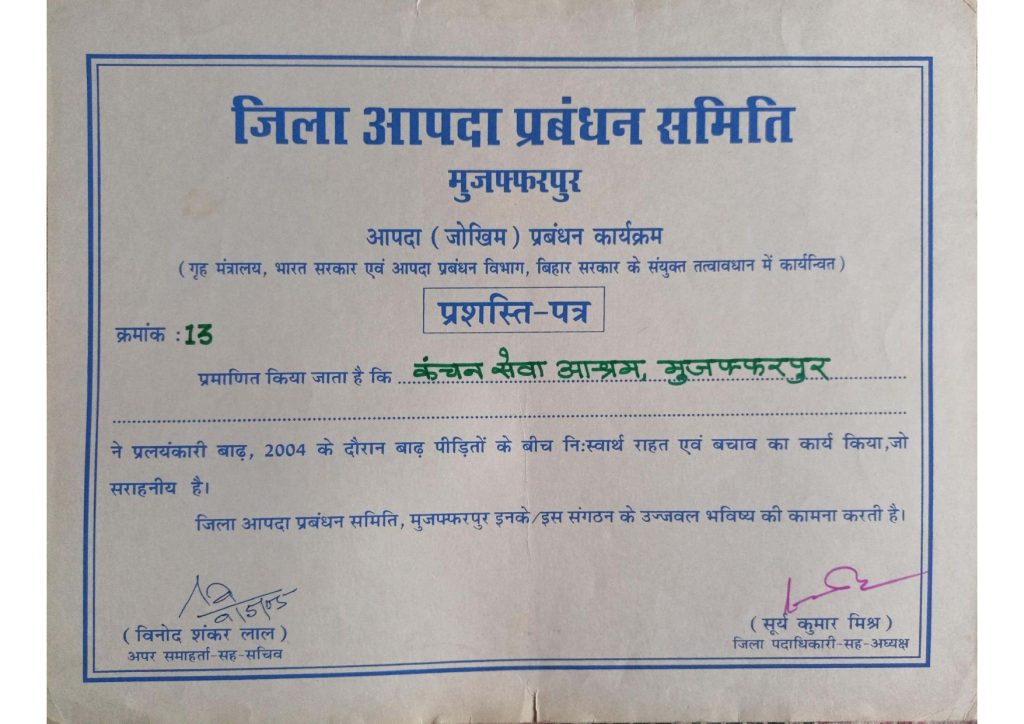 जिला आपदा प्रबंधन समिति
मुजफ्फरपुर
आपदा ( जोखिम ) प्रबंधन कार्यक्रम
( गृह मंत्रालय, भारत सरकार एवं आपदा प्रबंधन विभाग, बिहार सरकार के संयुक्त तत्वावधान में कार्यन्वित )
प्रशस्ति-पत्र
क्रमांक : 13
प्रमाणित किया जाता है कि कंचन सेवा आश्रम, मुजफ्फरपुर
ने प्रलयंकारी बाढ़, 2004 के दौरान बाढ़ पीड़ितों के बीच नि:स्वार्थ राहत एवं बचाव का कार्य किया,जो
सराहनीय है।
जिला आपदा प्रबंधन समिति, मुजफ्फरपुर इनके/इस संगठन के उज्जवल भविष्य की कामना करती है।
( विनोद शंकर लाल )
अपर समाहर्ता-सह-सचिव
( सूर्य कुमार मिश्र )
जिला पदाधिकारी-सह-अध्यक्ष